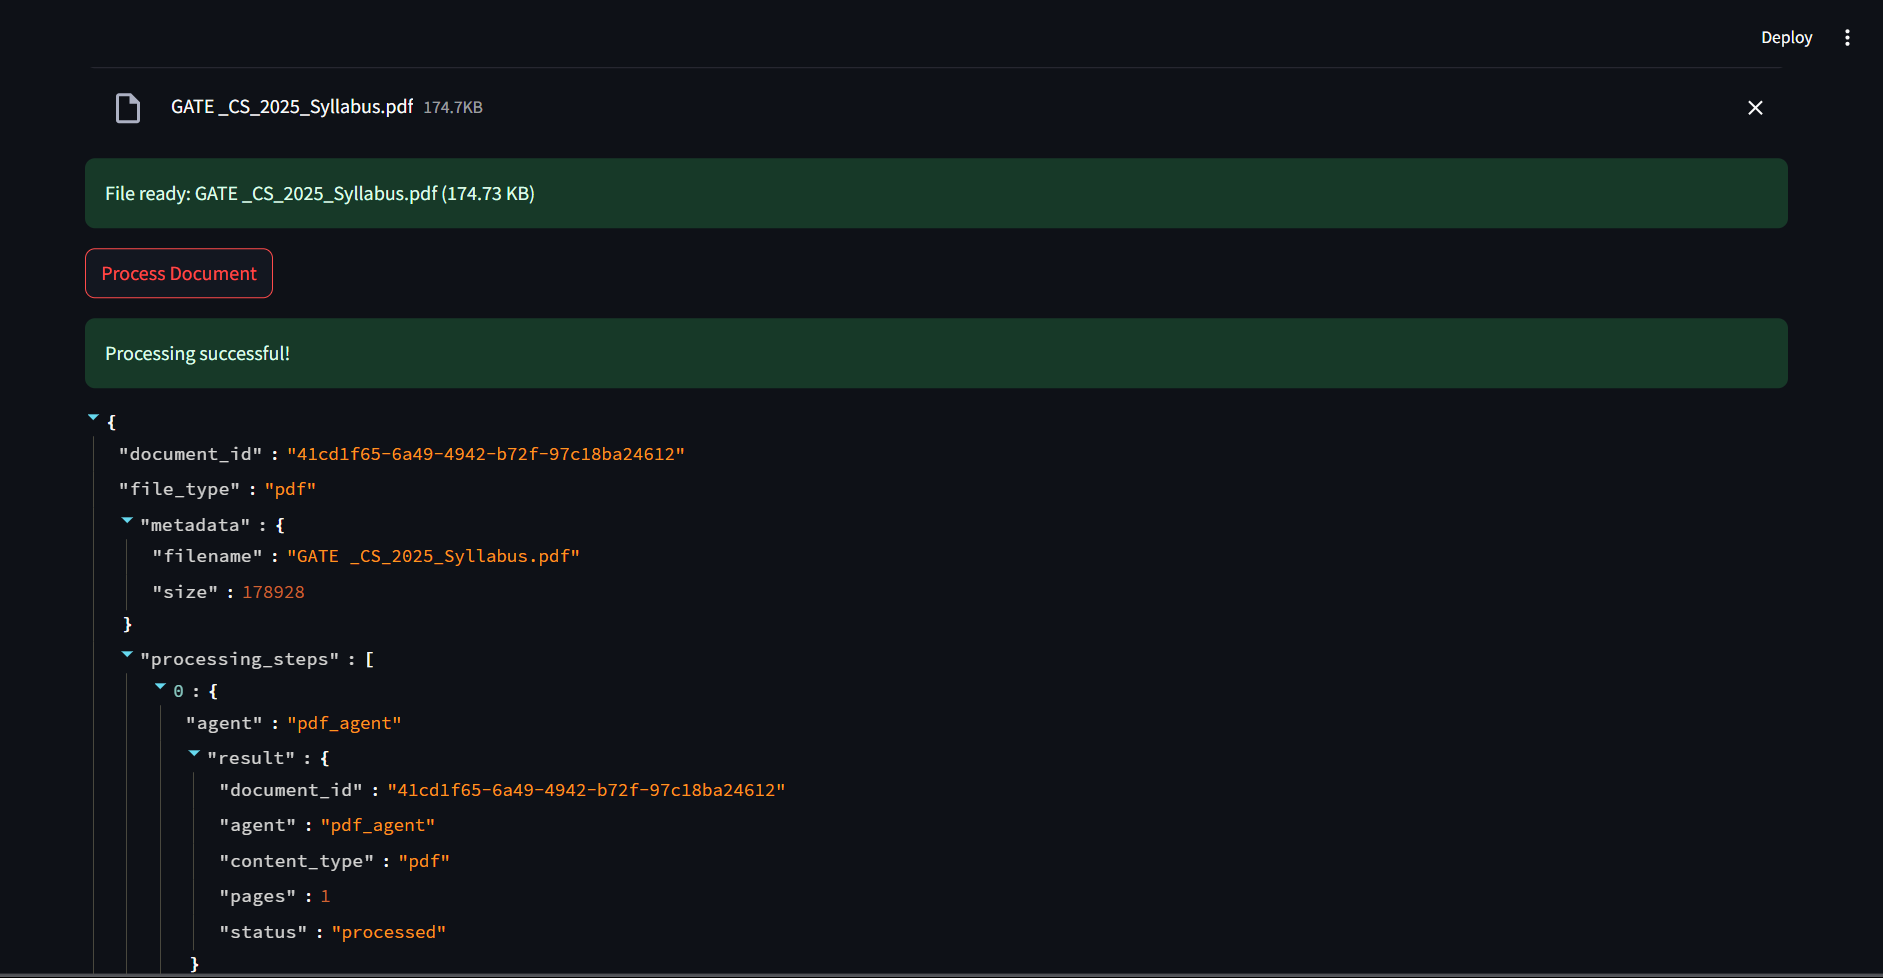 Deploy
GATE _CS_2025_Syllabus.pdf 174.7KB
File ready: GATE _CS_2025_Syllabus.pdf (174.73 KB)
Process Document
Processing successful!
{
"document_id" : "41cd1f65-6a49-4942-b72f-97c18ba24612"
"file_type" : "pdf"
"metadata" : {
"filename" : "GATE _CS_2025_Syllabus.pdf"
"size" : 178928
}
"processing_steps" : [
0 : {
"agent" : "pdf_agent"
"result" : {
"document_id" : "41cd1f65-6a49-4942-b72f-97c18ba24612"
"agent" : "pdf_agent"
"content_type" : "pdf"
"pages" : 1
"status" : "processed"
}